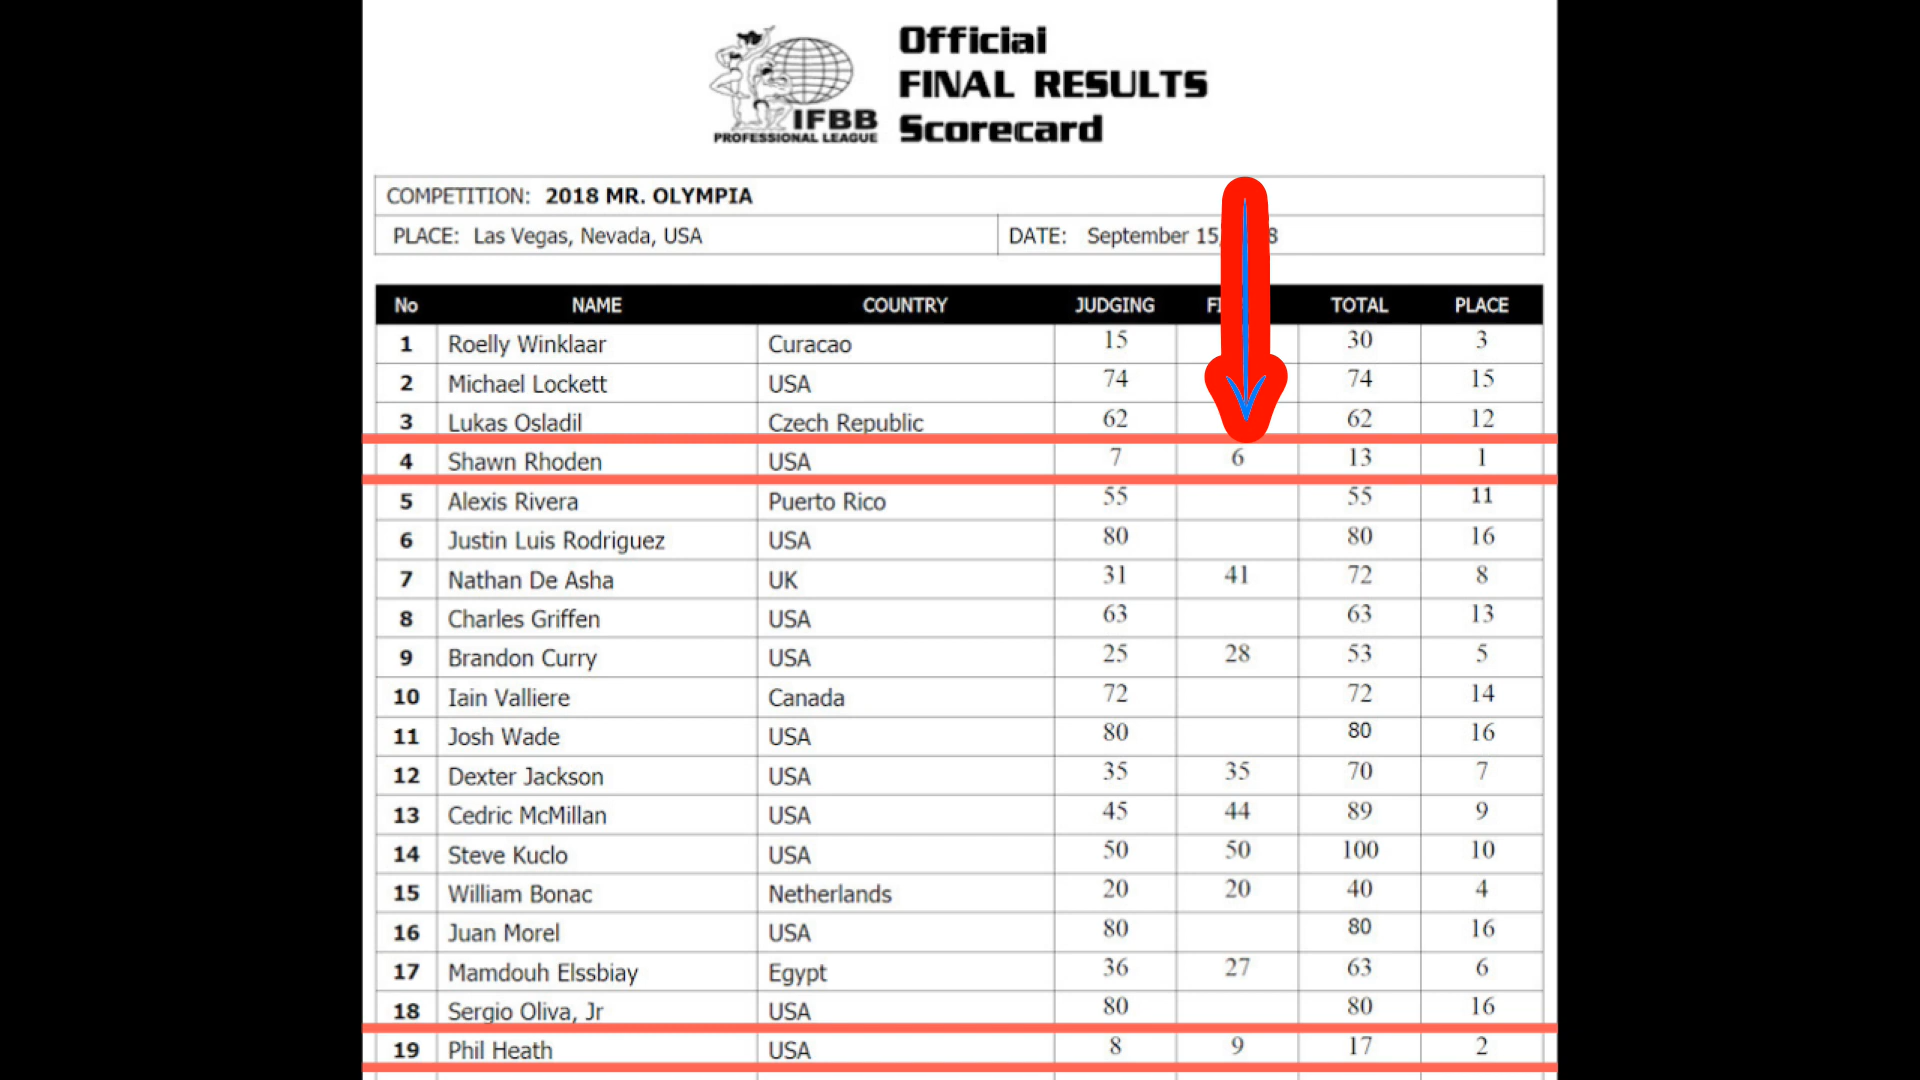 Official
FINAL RESULTS
Scorecard
IFBB
PROFESSIONAL LEAGUE
COMPETITION: 2018 MR. OLYMPIA
PLACE: Las Vegas, Nevada, USA DATE: September 15, 8
No NAME COUNTRY JUDGING TOTAL PLACE
1 Roelly Winklaar Curacao 15 30 3
2 Michael Lockett USA 74 74 15
3 Lukas Osladil Czech Republic 62 62 12
4 Shawn Rhoden USA 7 6 13 1
5 Alexis Rivera Puerto Rico 55 55 11
6 Justin Luis Rodriguez USA 80 80 16
7 Nathan De Asha UK 31 41 72 8
8 Charles Griffen USA 63 63 13
9 Brandon Curry USA 25 28 53 5
10 Iain Valliere Canada 72 72 14
11 Josh Wade USA 80 80 16
12 Dexter Jackson USA 35 35 70 7
13 Cedric McMillan USA 45 44 89 9
14 Steve Kuclo USA 50 50 100 10
15 William Bonac Netherlands 20 20 40 4
16 Juan Morel USA 80 80 16
17 Mamdouh Elssbiay Egypt 36 27 63 6
18 Sergio Oliva, Jr USA 80 80 16
19 Phil Heath USA 8 9 17 2